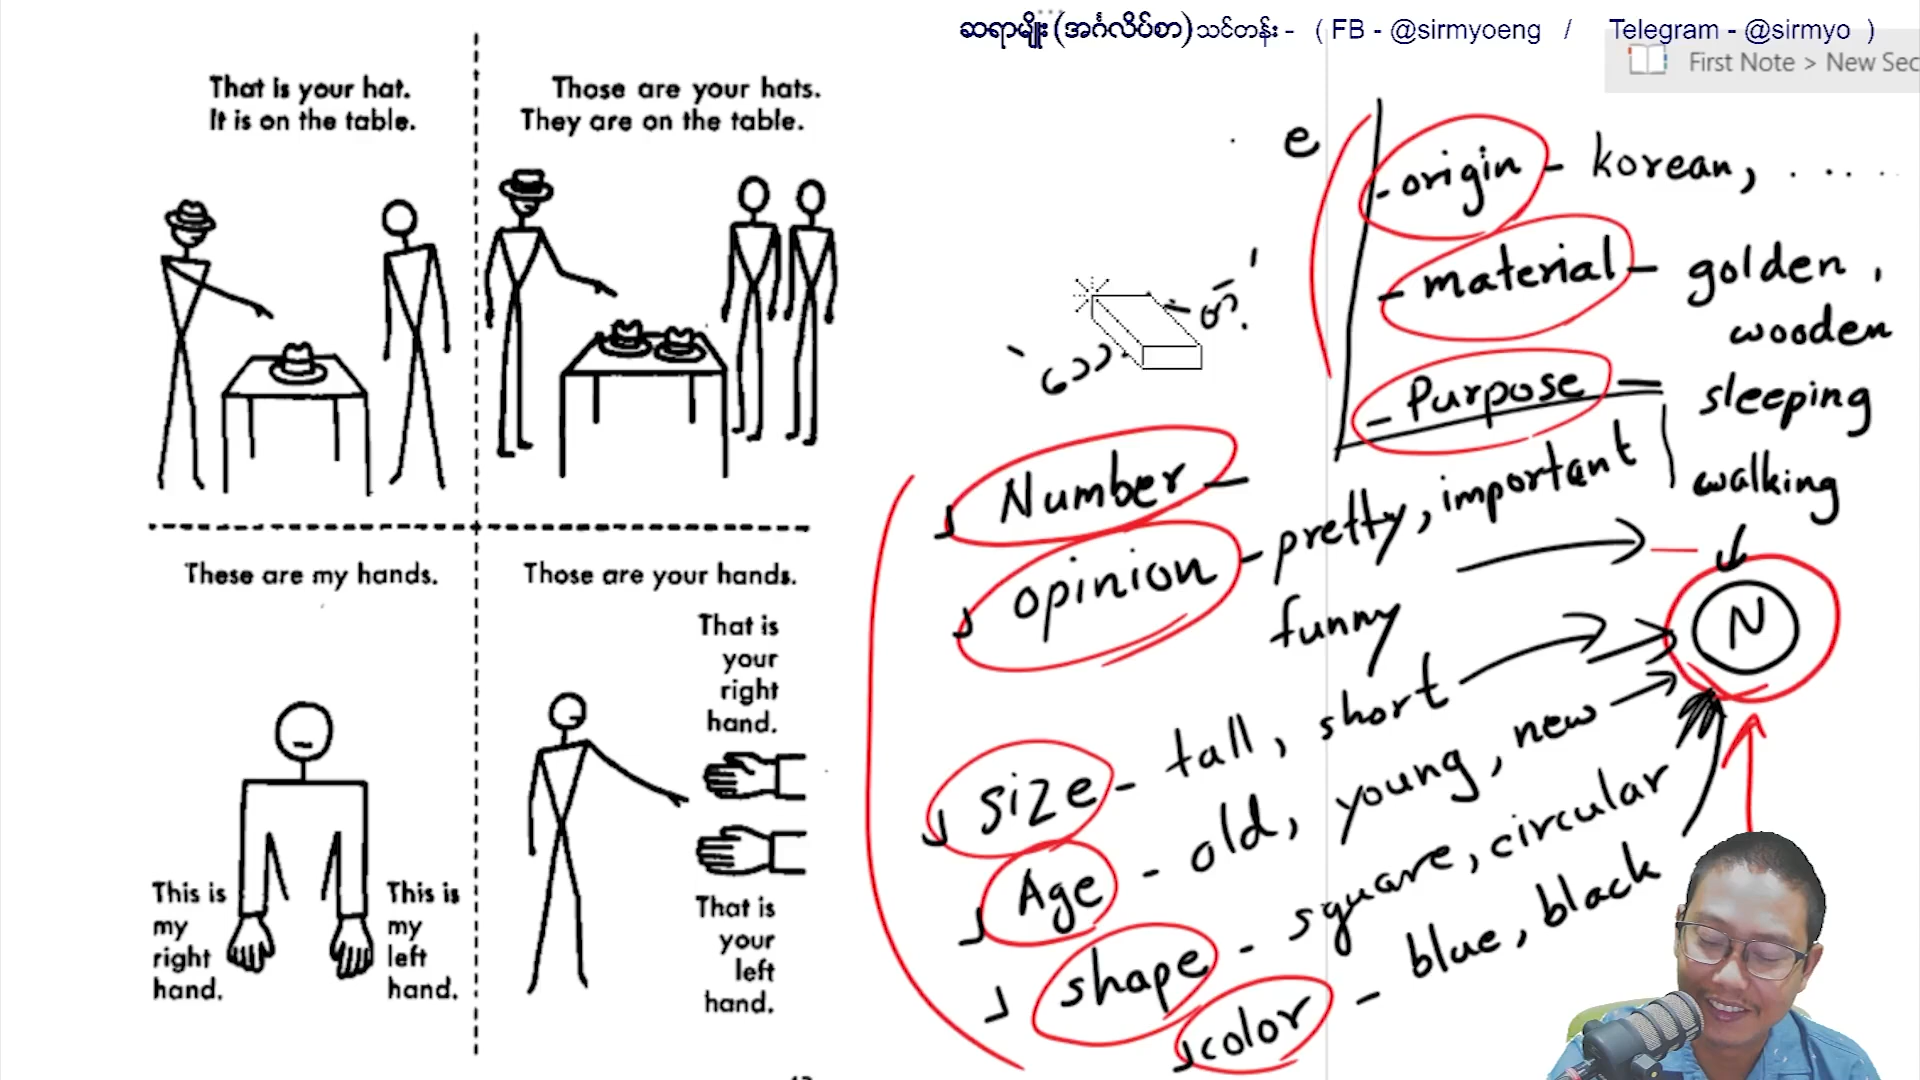 ဆရာမျိုး (အင်္ဂလိပ်စာ) သင်တန်း - ( FB - @sirmyoeng / Telegram - @sirmyo )
First Note > New Sec
That is your hat.
It is on the table.
Those are your hats.
They are on the table.
These are my hands.
This is
my
right
hand.
This is
my
left
hand.
Those are your hands.
That is
your
right
hand.
That is
your
left
hand.
e
- origin - korean, .....
- material - golden,
wooden
- Purpose = sleeping
walking
Number -
opinion - pretty, important
funny
N
size - tall, short
Age - old, young, new
shape - square, circular
color - blue, black